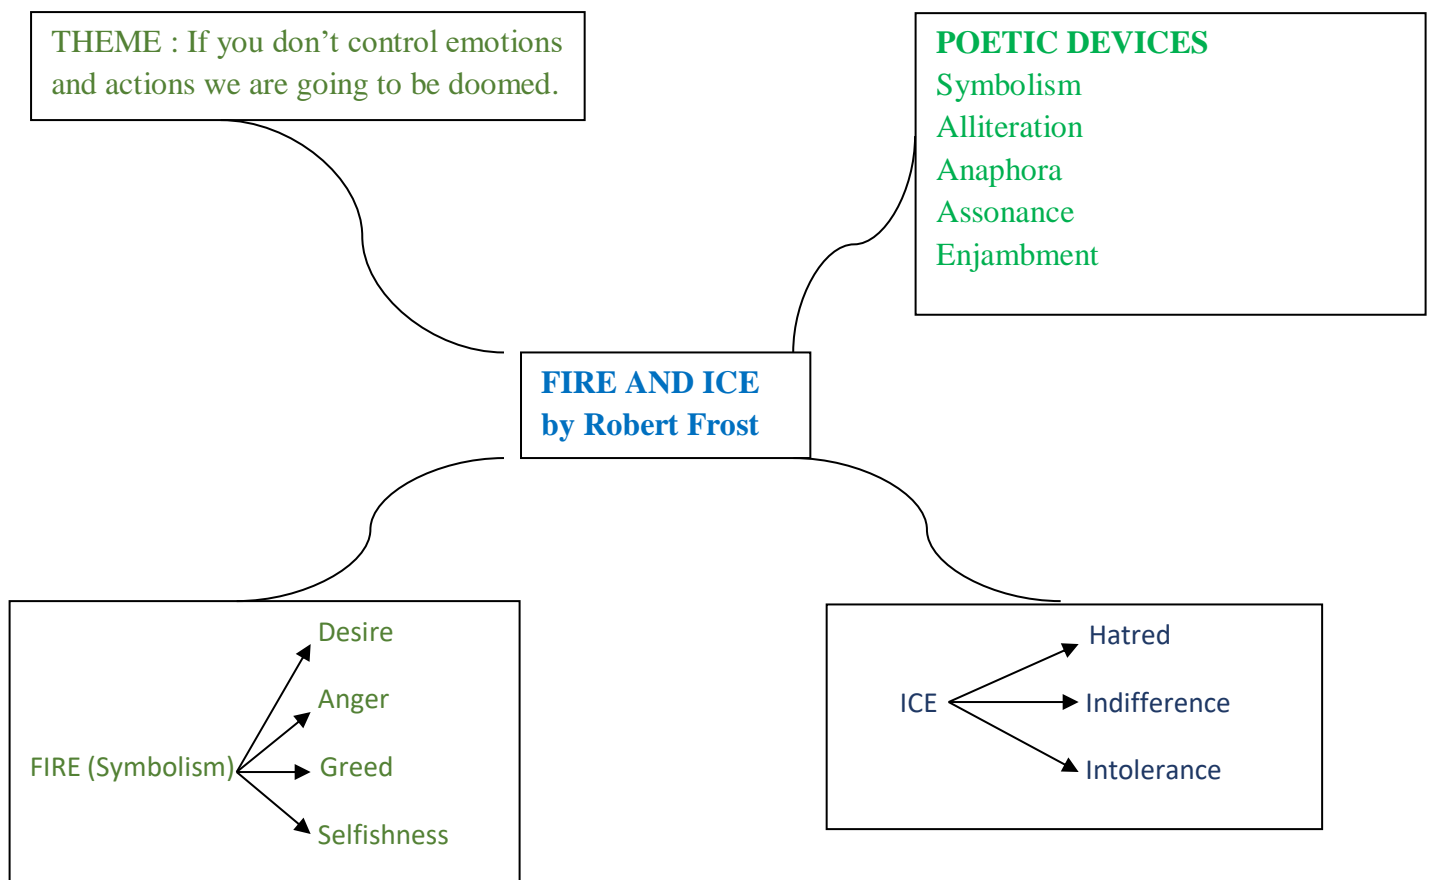 THEME : If you don’t control emotions
and actions we are going to be doomed.
POETIC DEVICES
Symbolism
Alliteration
Anaphora
Assonance
Enjambment
FIRE AND ICE
by Robert Frost
FIRE (Symbolism)
Desire
Anger
Greed
Selfishness
ICE
Hatred
Indifference
Intolerance